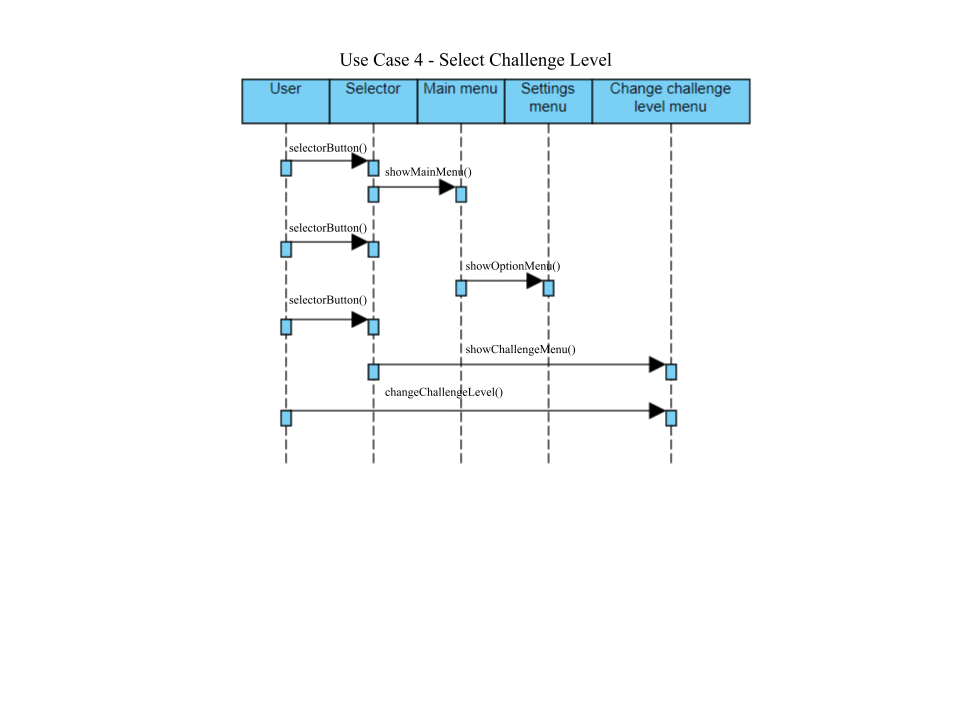 Use Case 4 - Select Challenge Level
User
Selector
Main menu
Settings
menu
Change challenge
level menu
selectorButton()
showMainMenu()
selectorButton()
showOptionMenu()
selectorButton()
showChallengeMenu()
changeChallengeLevel()